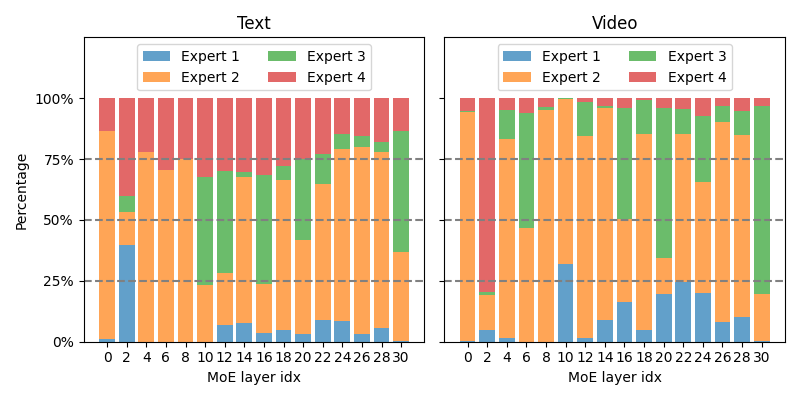 Text
Expert 1
Expert 2
Expert 3
Expert 4
100%
75%
50%
25%
0%
Percentage
0 2 4 6 8 10 12 14 16 18 20 22 24 26 28 30
MoE layer idx
Video
Expert 1
Expert 2
Expert 3
Expert 4
0 2 4 6 8 10 12 14 16 18 20 22 24 26 28 30
MoE layer idx